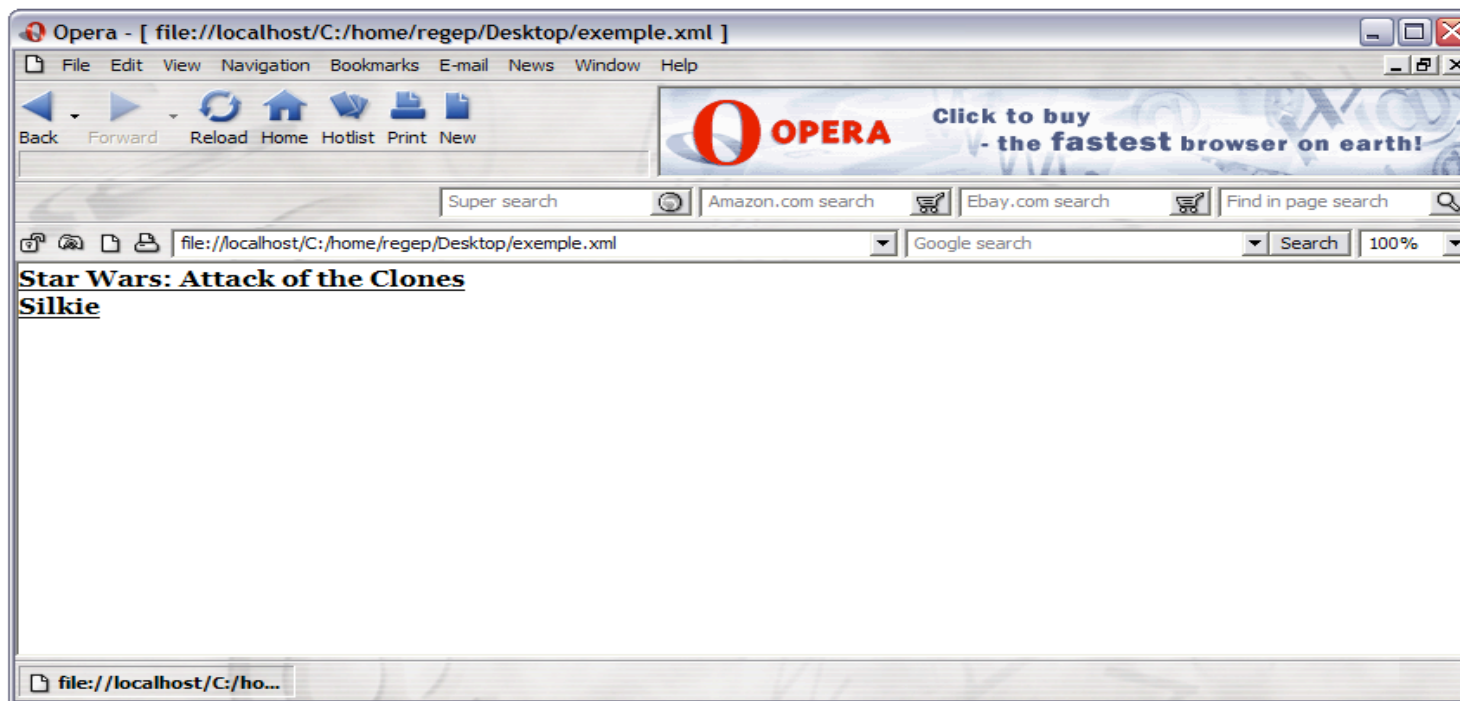 Opera - [ file://localhost/C:/home/regep/Desktop/exemple.xml ]
File Edit View Navigation Bookmarks E-mail News Window Help
Back Forward Reload Home Hotlist Print New
OPERA
Click to buy
- the fastest browser on earth!
Super search Amazon.com search Ebay.com search Find in page search
file://localhost/C:/home/regep/Desktop/exemple.xml Google search Search 100%
Star Wars: Attack of the Clones
Silkie
file://localhost/C:/ho...